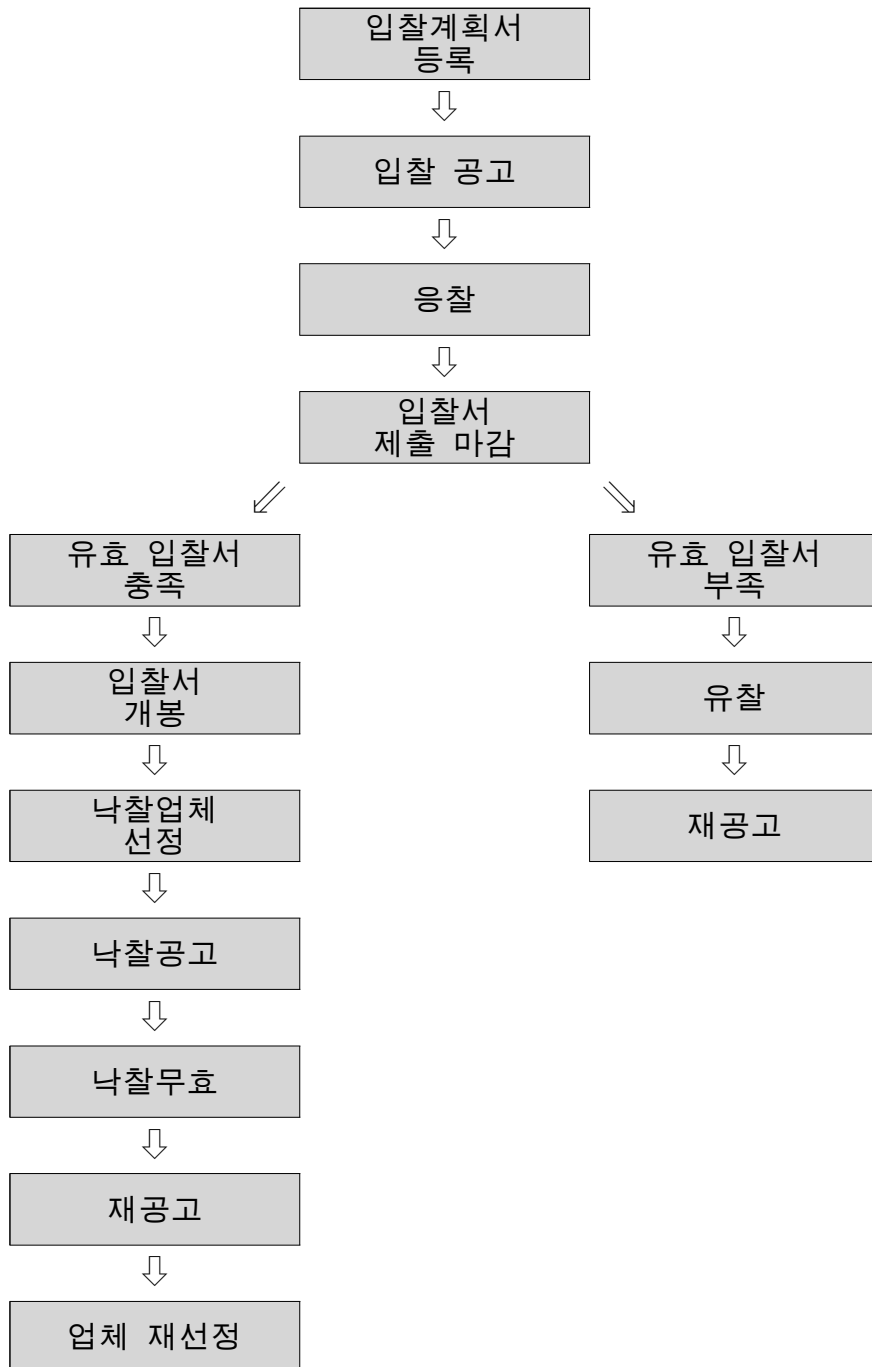 입찰계획서
등록
입찰 공고
응찰
입찰서
제출 마감
유효 입찰서
충족
유효 입찰서
부족
입찰서
개봉
유찰
낙찰업체
선정
재공고
낙찰공고
낙찰무효
재공고
업체 재선정